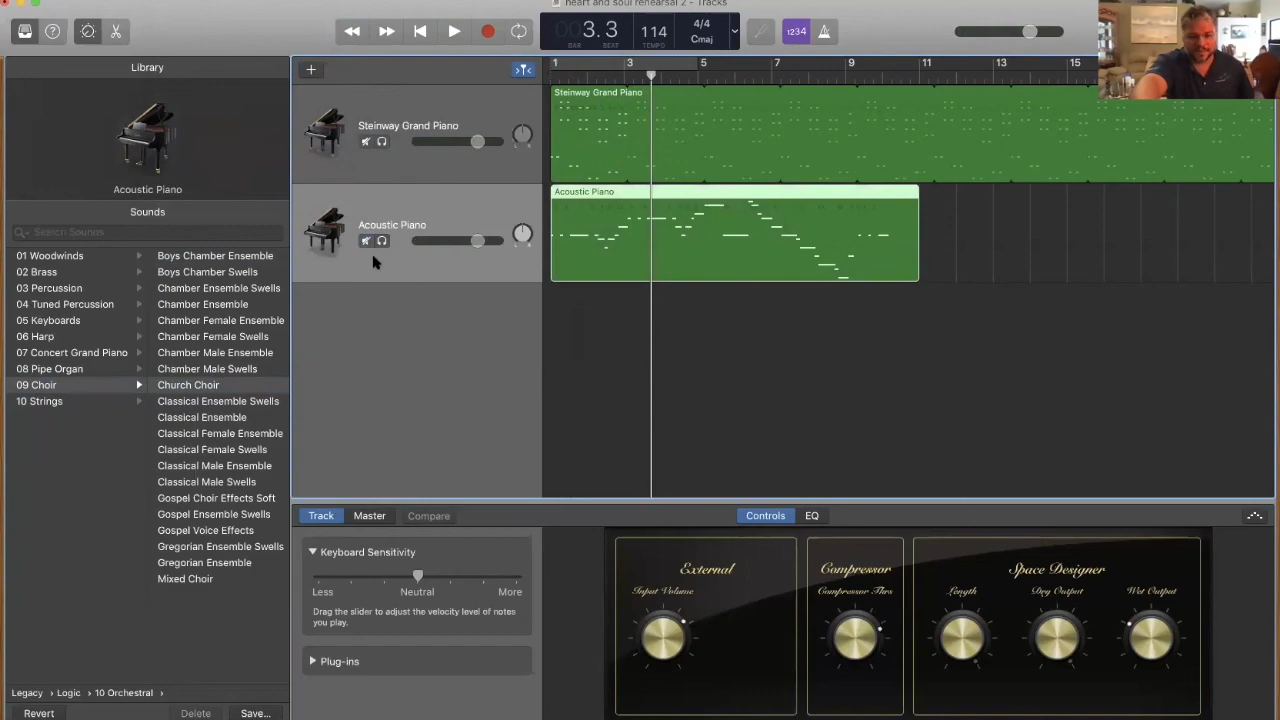 heart and soul rehearsal 2 - Tracks
003.3
BAR
BEAT
114
TEMPO
4/4
Cmaj
1234
Library
Acoustic Piano
Sounds
Search Sounds
01 Woodwinds
02 Brass
03 Percussion
04 Tuned Percussion
05 Keyboards
06 Harp
07 Concert Grand Piano
08 Pipe Organ
09 Choir
10 Strings
Boys Chamber Ensemble
Boys Chamber Swells
Chamber Ensemble Swells
Chamber Ensemble
Chamber Female Ensemble
Chamber Female Swells
Chamber Male Ensemble
Chamber Male Swells
Church Choir
Classical Ensemble Swells
Classical Ensemble
Classical Female Ensemble
Classical Female Swells
Classical Male Ensemble
Classical Male Swells
Gospel Choir Effects Soft
Gospel Ensemble Swells
Gospel Voice Effects
Gregorian Ensemble Swells
Gregorian Ensemble
Mixed Choir
Legacy › Logic › 10 Orchestral ›
Revert
Delete
Save...
1 3 5 7 9 11 13 15
Steinway Grand Piano
L R
Steinway Grand Piano
Acoustic Piano
L R
Acoustic Piano
Track
Master
Compare
Controls
EQ
Keyboard Sensitivity
Less
Neutral
More
Drag the slider to adjust the velocity level of notes
you play.
Plug-ins
External
Input Volume
Compressor
Compressor Thrs
Space Designer
Length
Dry Output
Wet Output